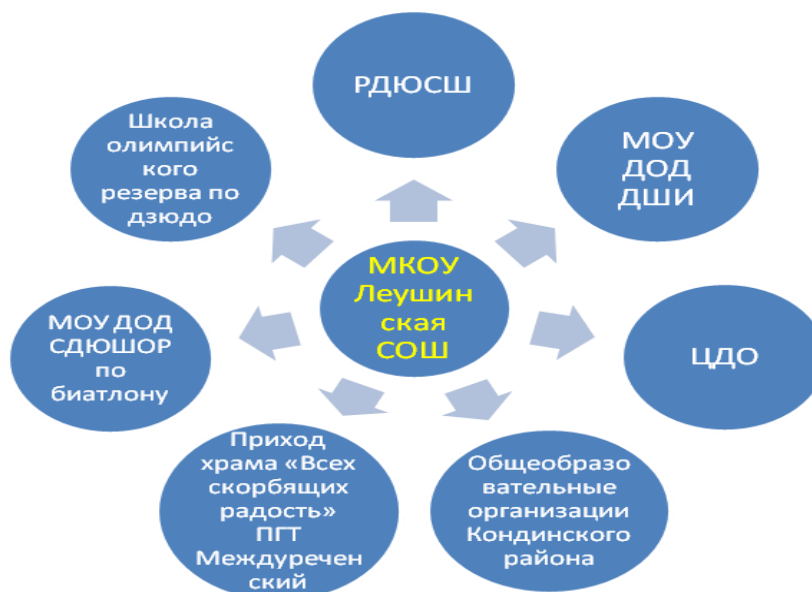 РДЮСШ
МОУ
ДОД
ДШИ
ЦДО
Общеобразо
вательные
организации
Кондинского
района
Приход
храма «Всех
скорбящих
радость»
ПГТ
Междуречен
ский
МОУ ДОД
СДЮШОР
по
биатлону
Школа
олимпийс
кого
резерва по
дзюдо
МКОУ
Леушин
ская
СОШ